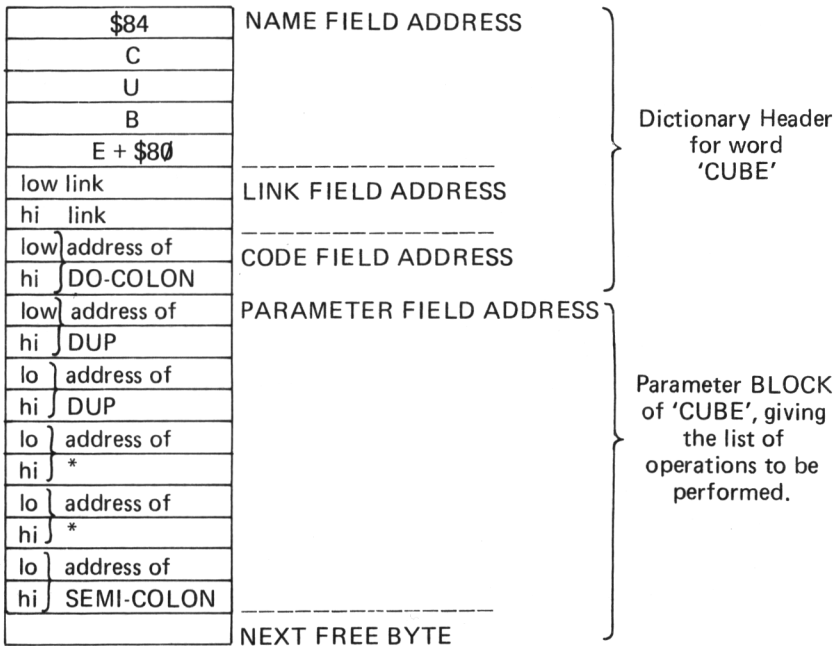 $84 NAME FIELD ADDRESS
C
U
B
E + $80
low link LINK FIELD ADDRESS
hi link
low address of CODE FIELD ADDRESS
hi DO-COLON
Dictionary Header
for word
'CUBE'
low address of PARAMETER FIELD ADDRESS
hi DUP
lo address of
hi DUP
lo address of
hi *
lo address of
hi *
lo address of
hi SEMI-COLON
NEXT FREE BYTE
Parameter BLOCK
of 'CUBE', giving
the list of
operations to be
performed.